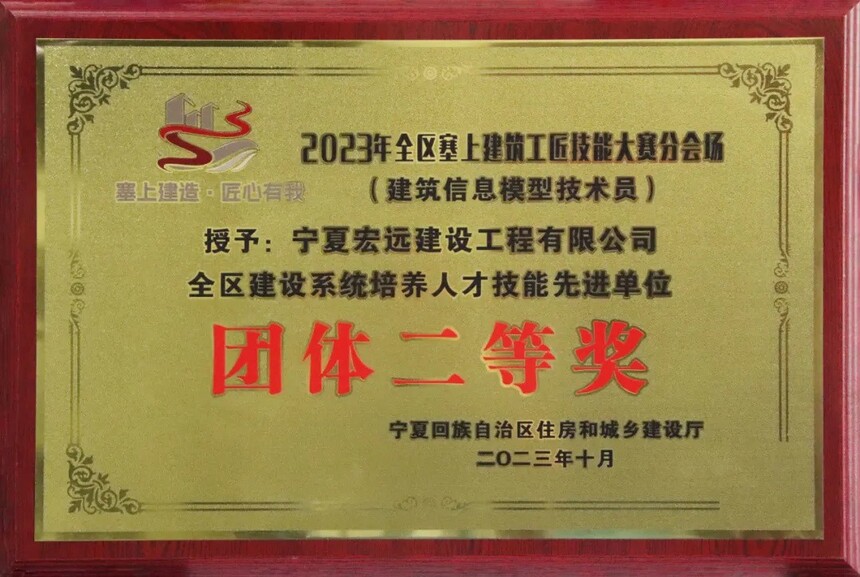 2023年全区塞上建筑工匠技能大赛分会场
塞上建造·匠心有我
（建筑信息模型技术员）
授予：宁夏宏远建设工程有限公司
全区建设系统培养人才技能先进单位
团体二等奖
宁夏回族自治区住房和城乡建设厅
二〇二三年十月